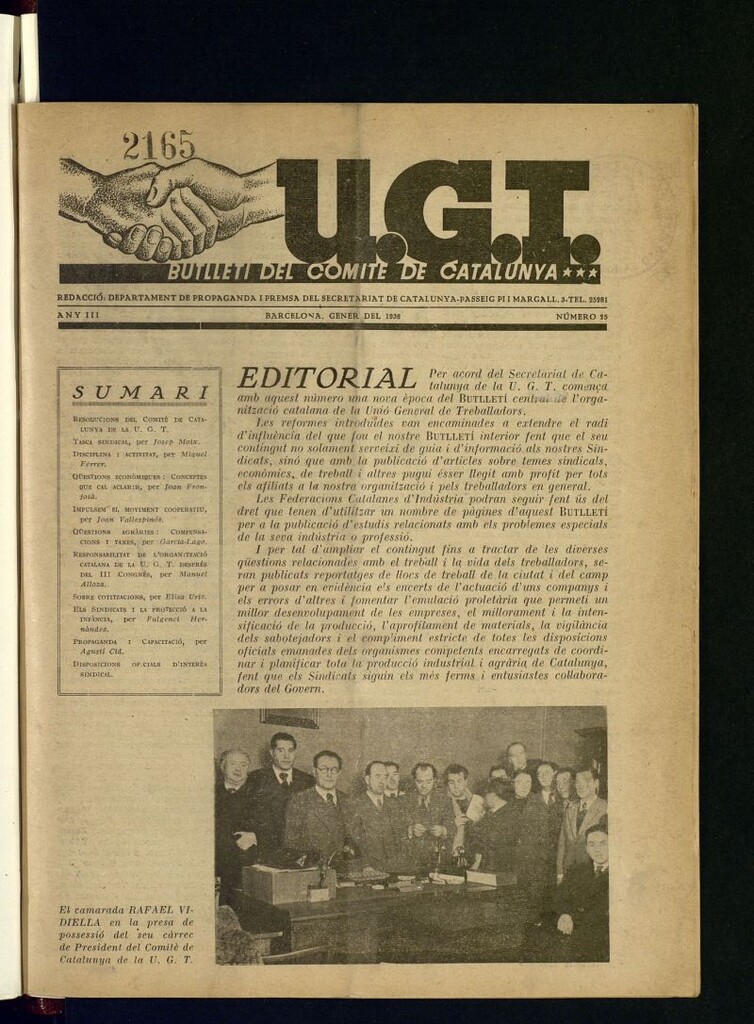 2165
U.G.T.
BUTLLETÍ DEL COMITÈ DE CATALUNYA ★★★
REDACCIÓ: DEPARTAMENT DE PROPAGANDA I PREMSA DEL SECRETARIAT DE CATALUNYA-PASSEIG PI I MARGALL, 3-TEL. 25281
ANY III BARCELONA, GENER DEL 1938 NÚMERO 25
SUMARI
RESOLUCIONS DEL COMITÈ DE CATA-
LUNYA DE LA U. G. T.
TASCA SINDICAL, per Josep Moix.
DISCIPLINA I ACTIVITAT, per Miquel
Ferrer.
QÜESTIONS ECONÒMIQUES: CONCEPTES
QUE CAL ACLARIR, per Joan Fron-
josà.
IMPULSEM EL MOVIMENT COOPERATIU,
per Joan Vallespinós.
QÜESTIONS AGRÀRIES: COMPENSA-
CIONS I TAXES, per García-Lago.
RESPONSABILITAT DE L'ORGANITZACIÓ
CATALANA DE LA U. G. T. DESPRÉS
DEL III CONGRÉS, per Manuel
Alloza.
SOBRE COTITZACIONS, per Elisa Uriz.
ELS SINDICATS I LA PROTECCIÓ A LA
INFÀNCIA, per Fulgenci Her-
nàndez.
PROPAGANDA I CAPACITACIÓ, per
Agustí Cid.
DISPOSICIONS OFICIALS D'INTERÈS
SINDICAL.
EDITORIAL Per acord del Secretariat de Ca-
talunya de la U. G. T. comença
amb aquest número una nova època del BUTLLETÍ central de l'orga-
nització catalana de la Unió General de Treballadors.
Les reformes introduïdes van encaminades a extendre el radi
d'influència del que fou el nostre BUTLLETÍ interior fent que el seu
contingut no solament serveixi de guia i d'informació als nostres Sin-
dicats, sinó que amb la publicació d'articles sobre temes sindicals,
econòmics, de treball i altres pugui ésser llegit amb profit per tots
els afiliats a la nostra organització i pels treballadors en general.
Les Federacions Catalanes d'Indústria podran seguir fent ús del
dret que tenen d'utilitzar un nombre de pàgines d'aquest BUTLLETÍ
per a la publicació d'estudis relacionats amb els problemes especials
de la seva indústria o professió.
I per tal d'ampliar el contingut fins a tractar de les diverses
qüestions relacionades amb el treball i la vida dels treballadors, se-
ran publicats reportatges de llocs de treball de la ciutat i del camp
per a posar en evidència els encerts de l'actuació d'uns companys i
els errors d'altres i fomentar l'emulació proletària que permeti un
millor desenvolupament de les empreses, el millorament i la inten-
sificació de la producció, l'aprofitament de materials, la vigilància
dels sabotejadors i el compliment estricte de totes les disposicions
oficials emanades dels organismes competents encarregats de coordi-
nar i planificar tota la producció industrial i agrària de Catalunya,
fent que els Sindicats siguin els més ferms i entusiastes col·labora-
dors del Govern.
El camarada RAFAEL VI-
DIELLA en la presa de
possessió del seu càrrec
de President del Comitè de
Catalunya de la U. G. T.